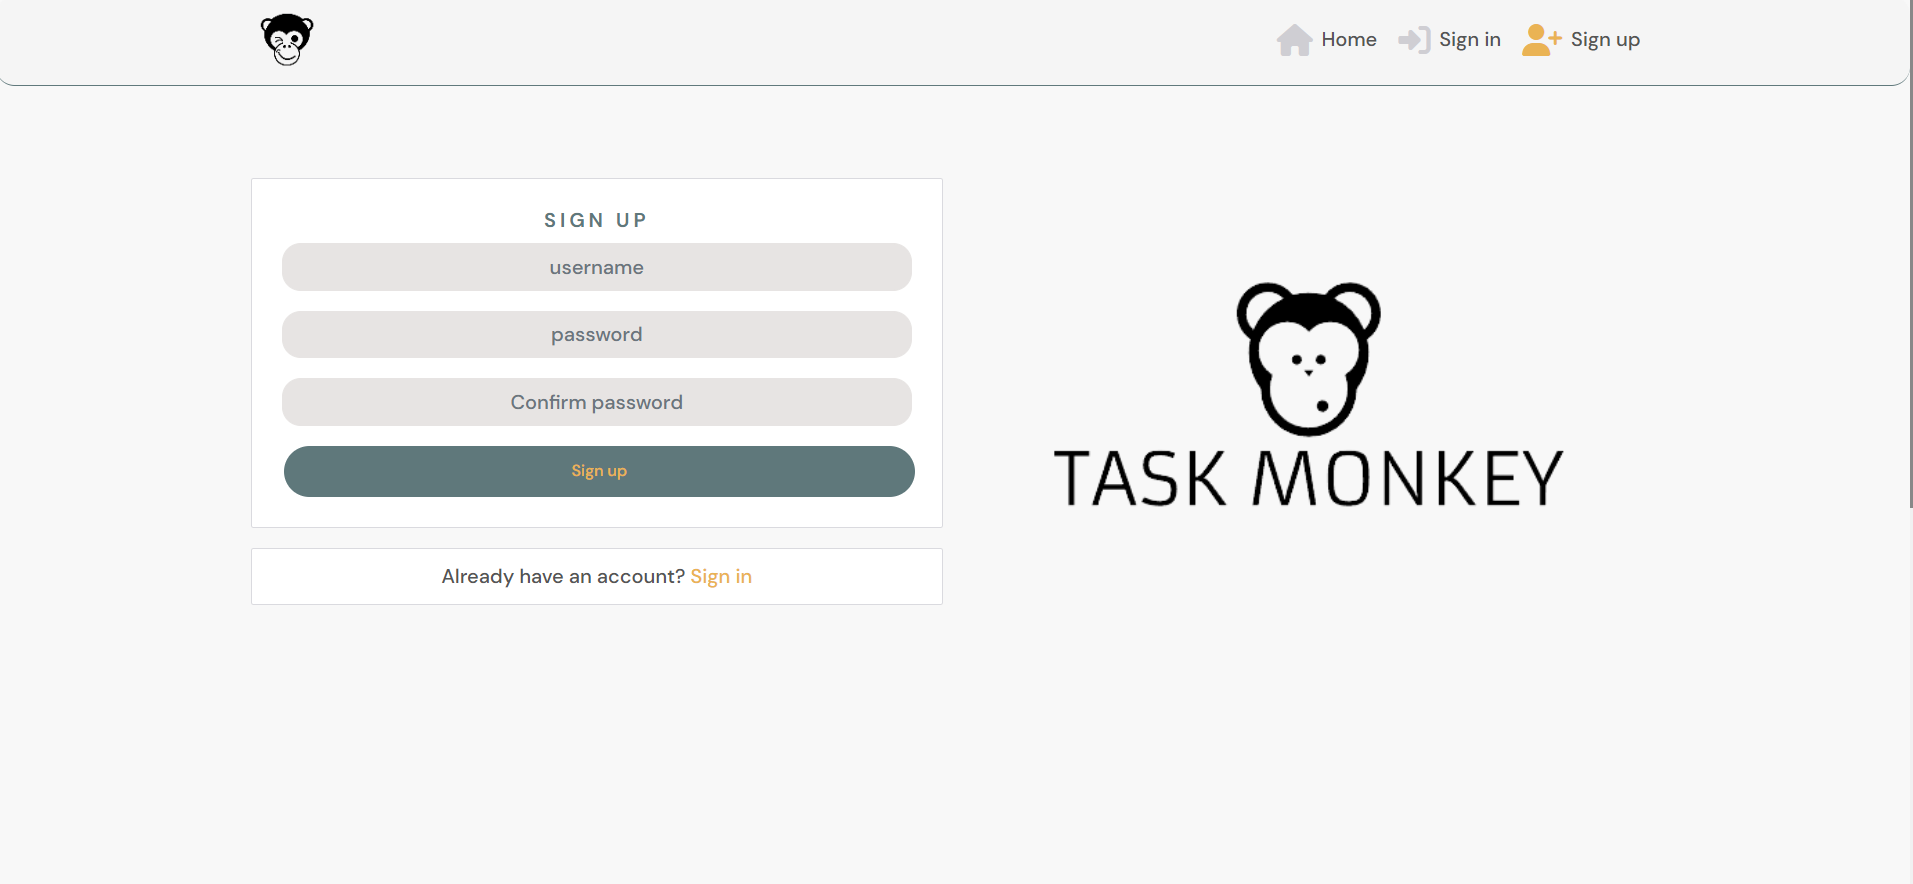 Home Sign in Sign up
SIGN UP
username
password
Confirm password
Sign up
Already have an account? Sign in
TASK MONKEY